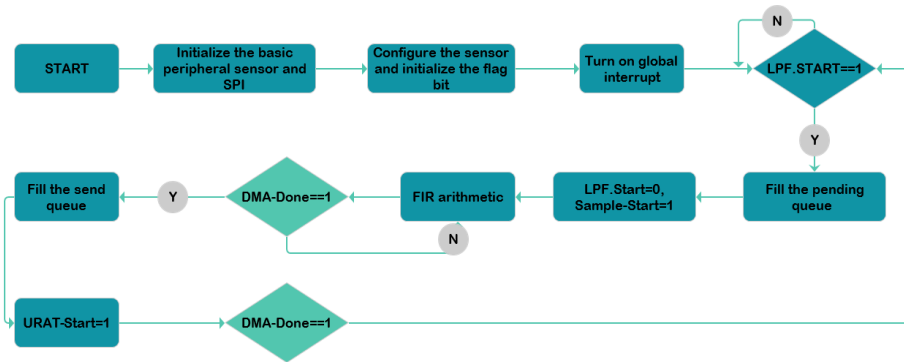 START
Initialize the basic
peripheral sensor and
SPI
Configure the sensor
and initialize the flag
bit
Turn on global
interrupt
N
LPF.START==1
Y
Fill the send
queue
Y
DMA-Done==1
FIR arithmetic
N
LPF.Start=0,
Sample-Start=1
Fill the pending
queue
URAT-Start=1
DMA-Done==1